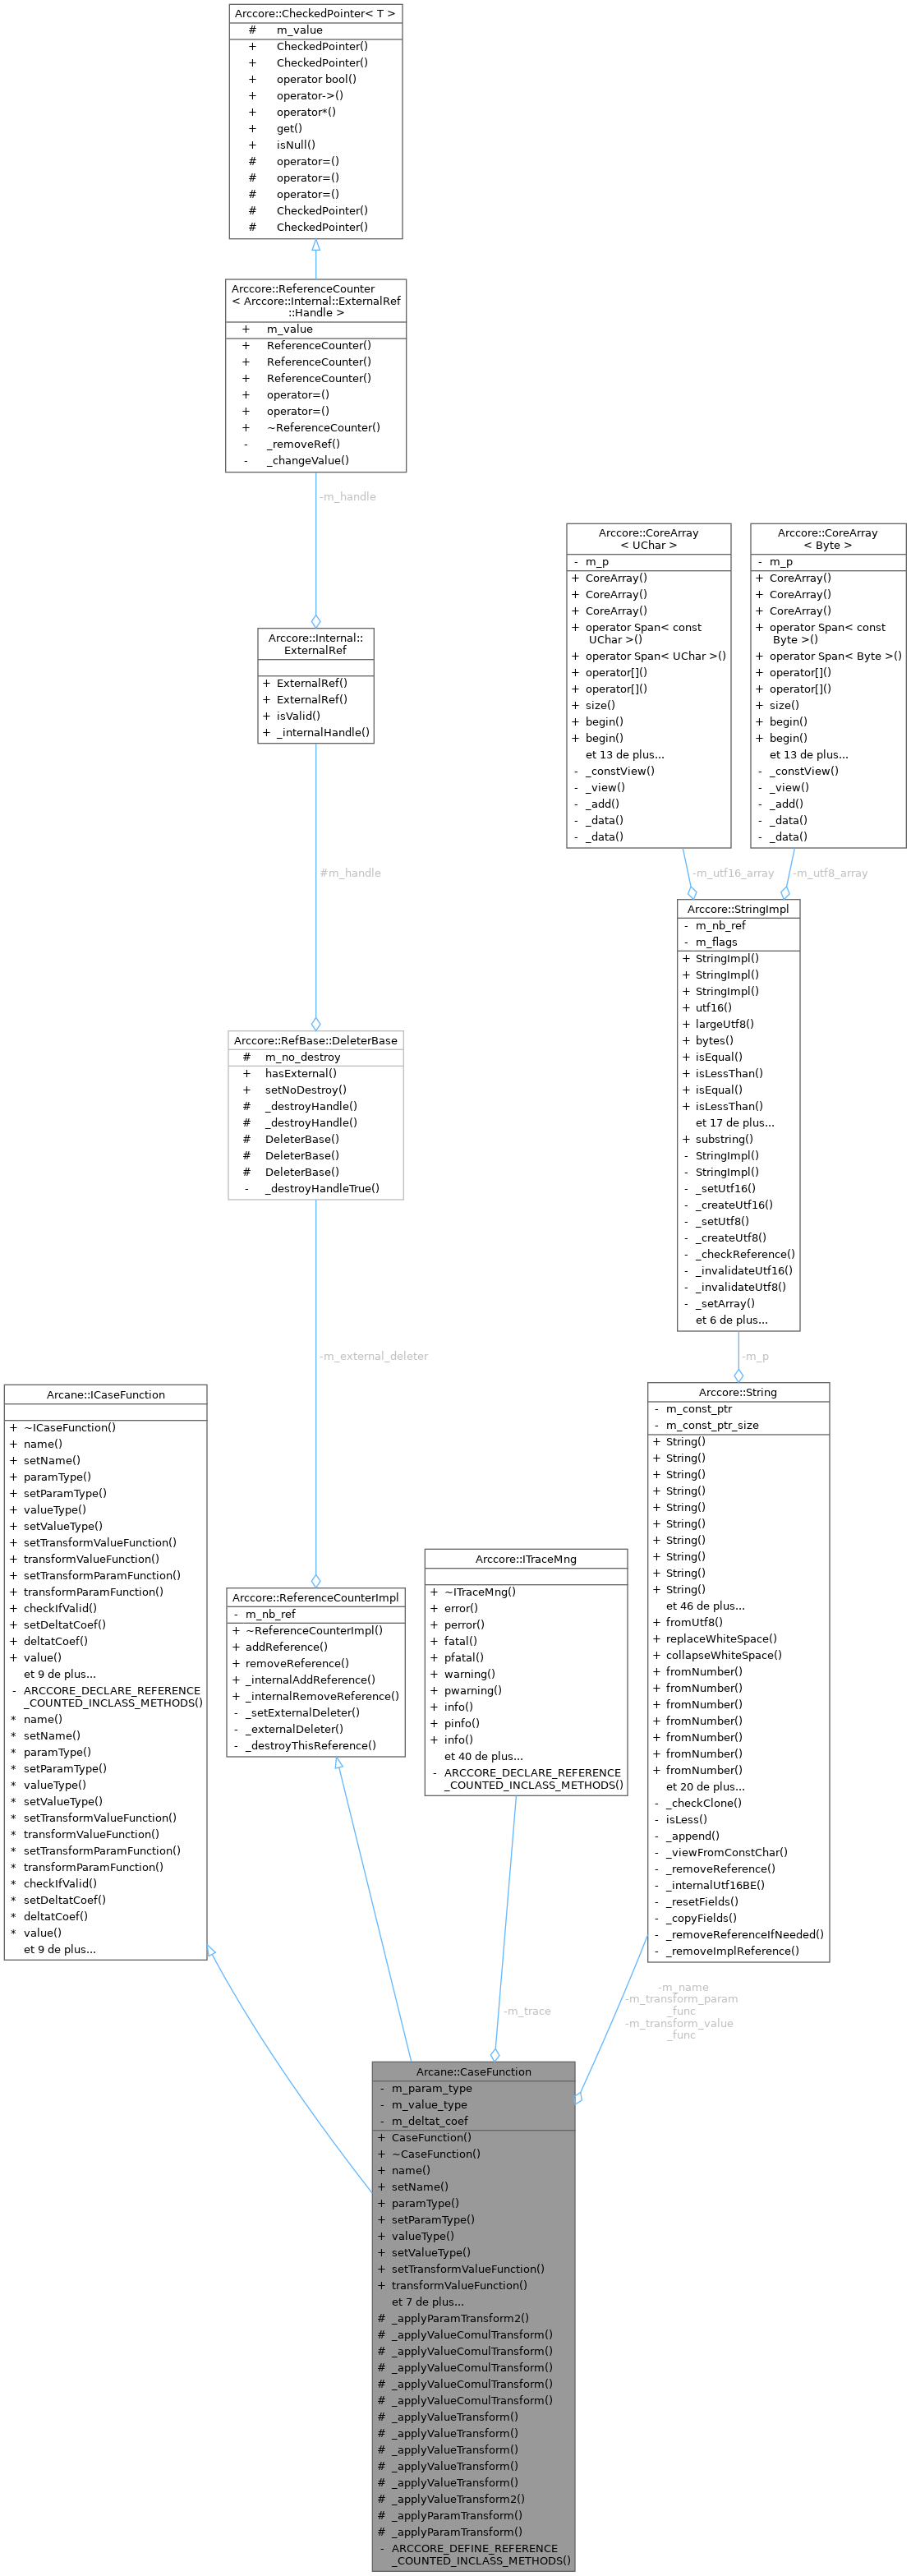 Arccore::CheckedPointer< T >
# m_value
+ CheckedPointer()
+ CheckedPointer()
+ operator bool()
+ operator->()
+ operator*()
+ get()
+ isNull()
# operator=()
# operator=()
# operator=()
# CheckedPointer()
# CheckedPointer()
Arccore::ReferenceCounter
< Arccore::Internal::ExternalRef
::Handle >
+ m_value
+ ReferenceCounter()
+ ReferenceCounter()
+ ReferenceCounter()
+ operator=()
+ operator=()
+ ~ReferenceCounter()
- _removeRef()
- _changeValue()
-m_handle
Arccore::Internal::
ExternalRef
+ ExternalRef()
+ ExternalRef()
+ isValid()
+ _internalHandle()
#m_handle
Arccore::CoreArray
< UChar >
- m_p
+ CoreArray()
+ CoreArray()
+ CoreArray()
+ operator Span< const
UChar >()
+ operator Span< UChar >()
+ operator[]()
+ operator[]()
+ size()
+ begin()
+ begin()
et 13 de plus...
- _constView()
- _view()
- _add()
- _data()
- _data()
-m_utf16_array
Arccore::CoreArray
< Byte >
- m_p
+ CoreArray()
+ CoreArray()
+ CoreArray()
+ operator Span< const
Byte >()
+ operator Span< Byte >()
+ operator[]()
+ operator[]()
+ size()
+ begin()
+ begin()
et 13 de plus...
- _constView()
- _view()
- _add()
- _data()
- _data()
-m_utf8_array
Arccore::StringImpl
- m_nb_ref
- m_flags
+ StringImpl()
+ StringImpl()
+ StringImpl()
+ utf16()
+ largeUtf8()
+ bytes()
+ isEqual()
+ isLessThan()
+ isEqual()
+ isLessThan()
et 17 de plus...
+ substring()
- StringImpl()
- StringImpl()
- _setUtf16()
- _createUtf16()
- _setUtf8()
- _createUtf8()
- _checkReference()
- _invalidateUtf16()
- _invalidateUtf8()
- _setArray()
et 6 de plus...
-m_p
Arccore::RefBase::DeleterBase
# m_no_destroy
+ hasExternal()
+ setNoDestroy()
# _destroyHandle()
# _destroyHandle()
# DeleterBase()
# DeleterBase()
# DeleterBase()
- _destroyHandleTrue()
-m_external_deleter
Arcane::ICaseFunction
+ ~ICaseFunction()
+ name()
+ setName()
+ paramType()
+ setParamType()
+ valueType()
+ setValueType()
+ setTransformValueFunction()
+ transformValueFunction()
+ setTransformParamFunction()
+ transformParamFunction()
+ checkIfValid()
+ setDeltatCoef()
+ deltatCoef()
+ value()
et 9 de plus...
- ARCCORE_DECLARE_REFERENCE
_COUNTED_INCLASS_METHODS()
* name()
* setName()
* paramType()
* setParamType()
* valueType()
* setValueType()
* setTransformValueFunction()
* transformValueFunction()
* setTransformParamFunction()
* transformParamFunction()
* checkIfValid()
* setDeltatCoef()
* deltatCoef()
* value()
et 9 de plus...
Arccore::ReferenceCounterImpl
- m_nb_ref
+ ~ReferenceCounterImpl()
+ addReference()
+ removeReference()
+ _internalAddReference()
+ _internalRemoveReference()
- _setExternalDeleter()
- _externalDeleter()
- _destroyThisReference()
Arccore::ITraceMng
+ ~ITraceMng()
+ error()
+ perror()
+ fatal()
+ pfatal()
+ warning()
+ pwarning()
+ info()
+ pinfo()
+ info()
et 40 de plus...
- ARCCORE_DECLARE_REFERENCE
_COUNTED_INCLASS_METHODS()
-m_trace
Arccore::String
- m_const_ptr
- m_const_ptr_size
+ String()
+ String()
+ String()
+ String()
+ String()
+ String()
+ String()
+ String()
+ String()
+ String()
et 46 de plus...
+ fromUtf8()
+ replaceWhiteSpace()
+ collapseWhiteSpace()
+ fromNumber()
+ fromNumber()
+ fromNumber()
+ fromNumber()
+ fromNumber()
+ fromNumber()
+ fromNumber()
et 20 de plus...
- _checkClone()
- isLess()
- _append()
- _viewFromConstChar()
- _removeReference()
- _internalUtf16BE()
- _resetFields()
- _copyFields()
- _removeReferenceIfNeeded()
- _removeImplReference()
-m_name
-m_transform_param
_func
-m_transform_value
_func
Arcane::CaseFunction
- m_param_type
- m_value_type
- m_deltat_coef
+ CaseFunction()
+ ~CaseFunction()
+ name()
+ setName()
+ paramType()
+ setParamType()
+ valueType()
+ setValueType()
+ setTransformValueFunction()
+ transformValueFunction()
et 7 de plus...
# _applyParamTransform2()
# _applyValueComulTransform()
# _applyValueComulTransform()
# _applyValueComulTransform()
# _applyValueComulTransform()
# _applyValueComulTransform()
# _applyValueTransform()
# _applyValueTransform()
# _applyValueTransform()
# _applyValueTransform()
# _applyValueTransform()
# _applyValueTransform2()
# _applyParamTransform()
# _applyParamTransform()
- ARCCORE_DEFINE_REFERENCE
_COUNTED_INCLASS_METHODS()